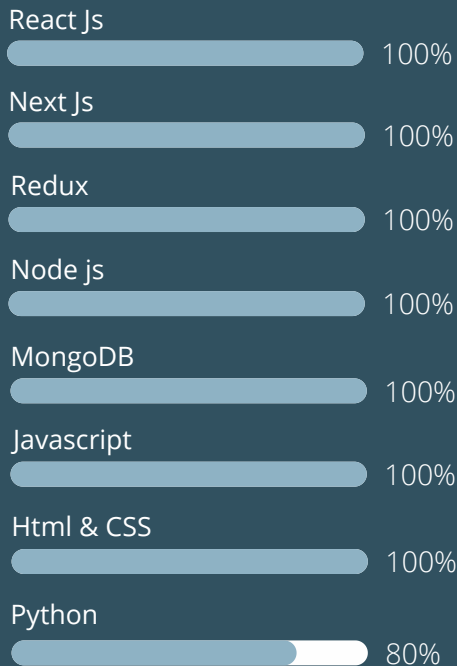 React Js
100%
Next Js
100%
Redux
100%
Node js
100%
MongoDB
100%
Javascript
100%
Html & CSS
100%
Python
80%